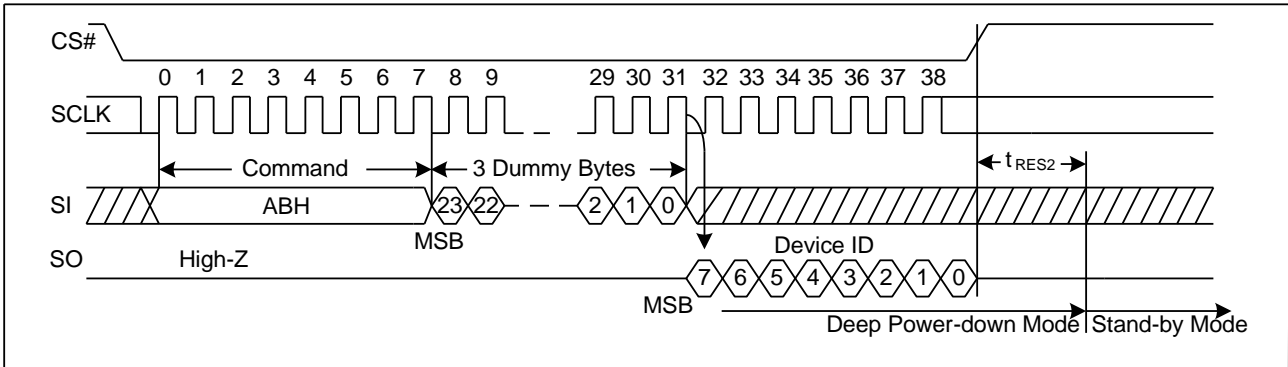 CS#
0 1 2 3 4 5 6 7 8 9 29 30 31 32 33 34 35 36 37 38
SCLK
Command 3 Dummy Bytes tRES2
SI ABH 23 22 2 1 0
MSB Device ID
SO High-Z
7 6 5 4 3 2 1 0
MSB
Deep Power-down Mode Stand-by Mode